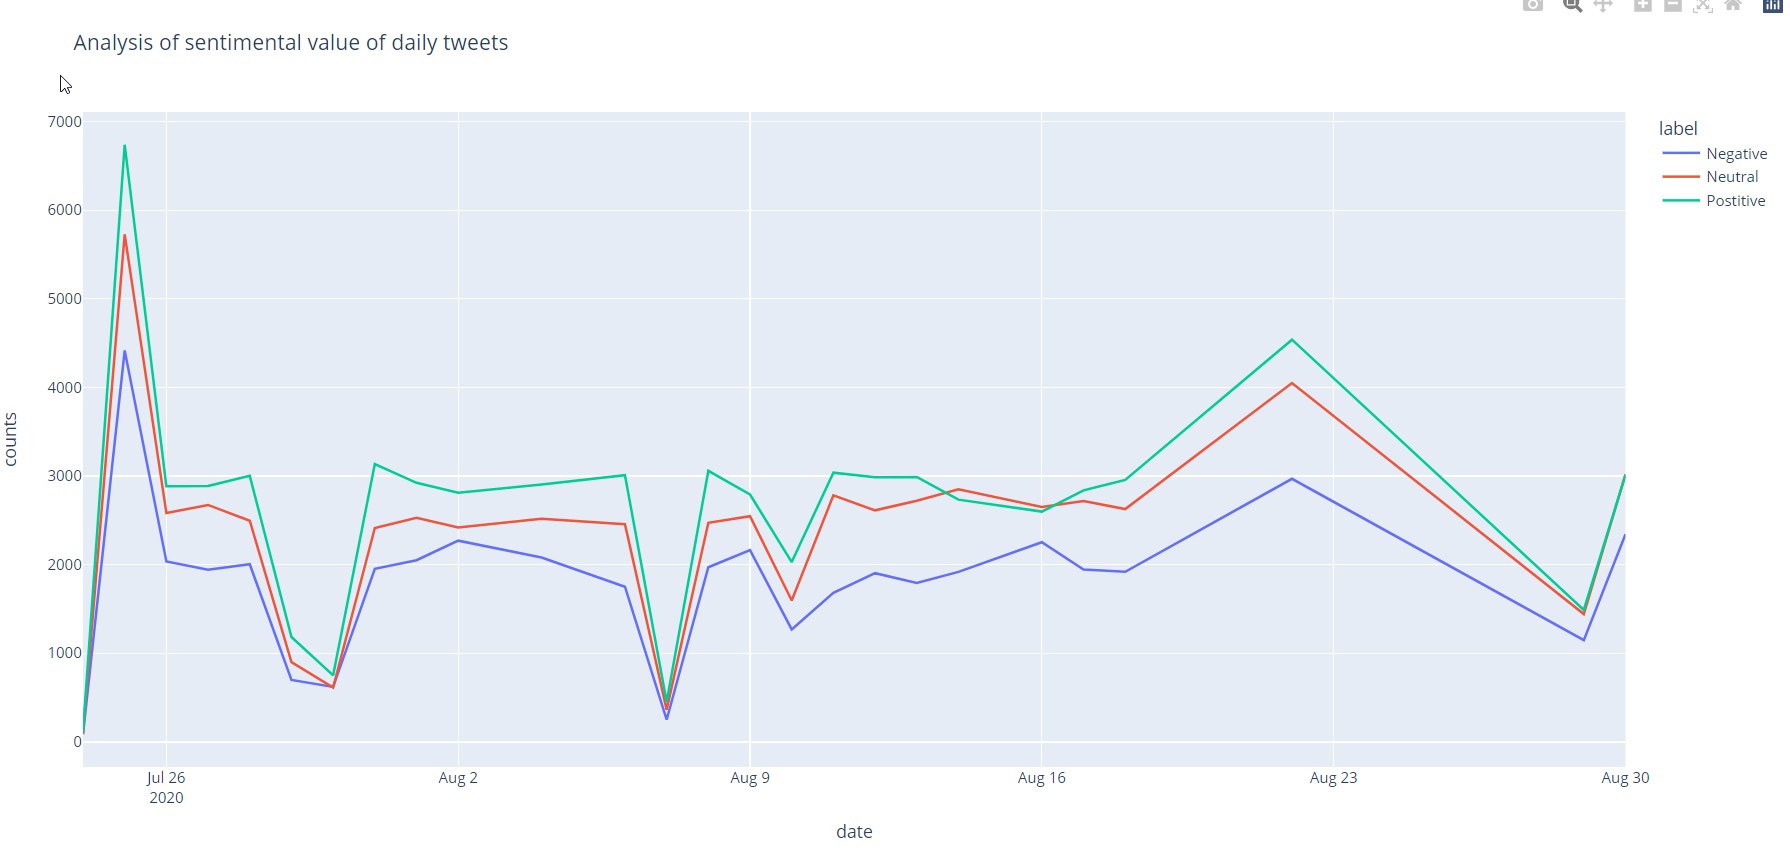 Analysis of sentimental value of daily tweets
7000
6000
5000
4000
3000
2000
1000
0
counts
Jul 26
2020
Aug 2
Aug 9
Aug 16
Aug 23
Aug 30
date
label
Negative
Neutral
Postitive